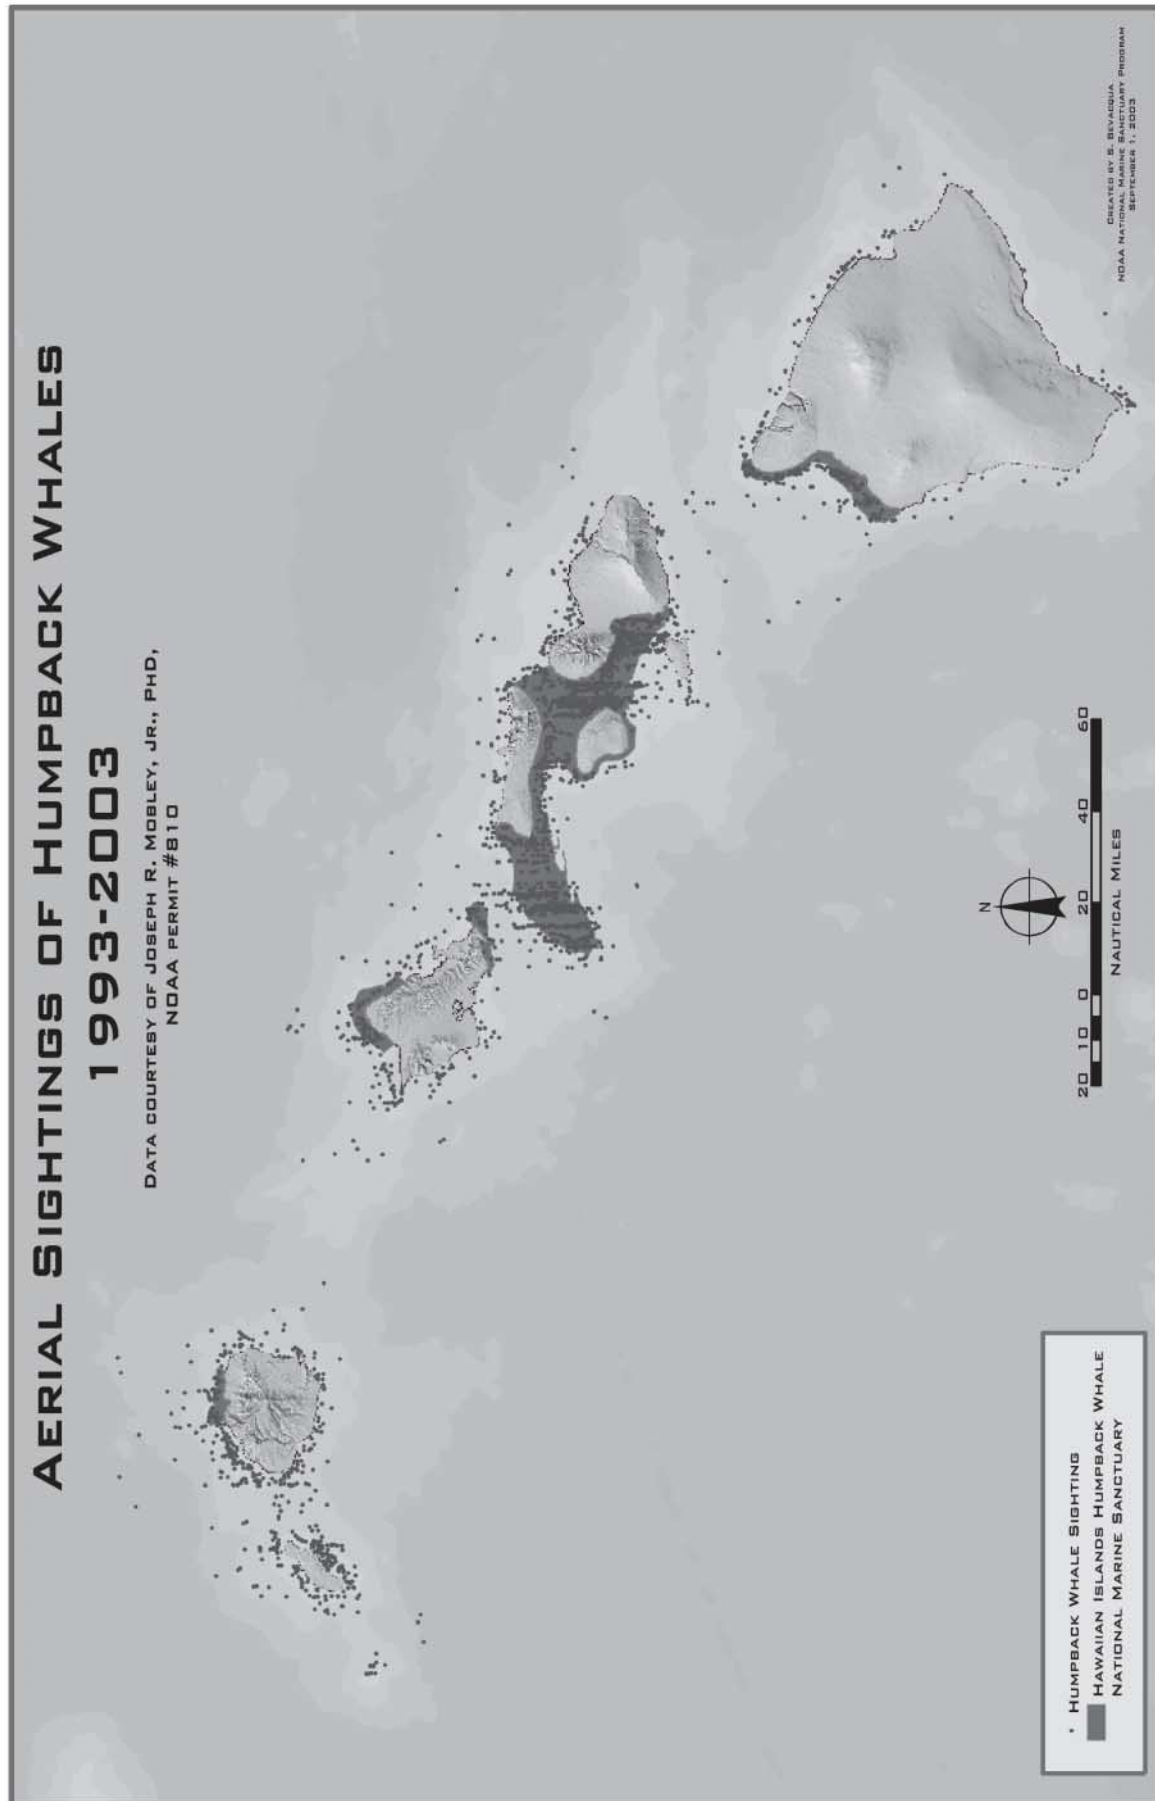 AERIAL SIGHTINGS OF HUMPBACK WHALES
1993-2003
DATA COURTESY OF JOSEPH R. MOBLEY, JR., PHD,
NOAA PERMIT #810
N
20 10 0 20 40 60
NAUTICAL MILES
HUMPBACK WHALE SIGHTING
HAWAIIAN ISLANDS HUMPBACK WHALE
NATIONAL MARINE SANCTUARY
CREATED BY S. BEVACQUA
NOAA NATIONAL MARINE SANCTUARY PROGRAM
SEPTEMBER 1, 2003